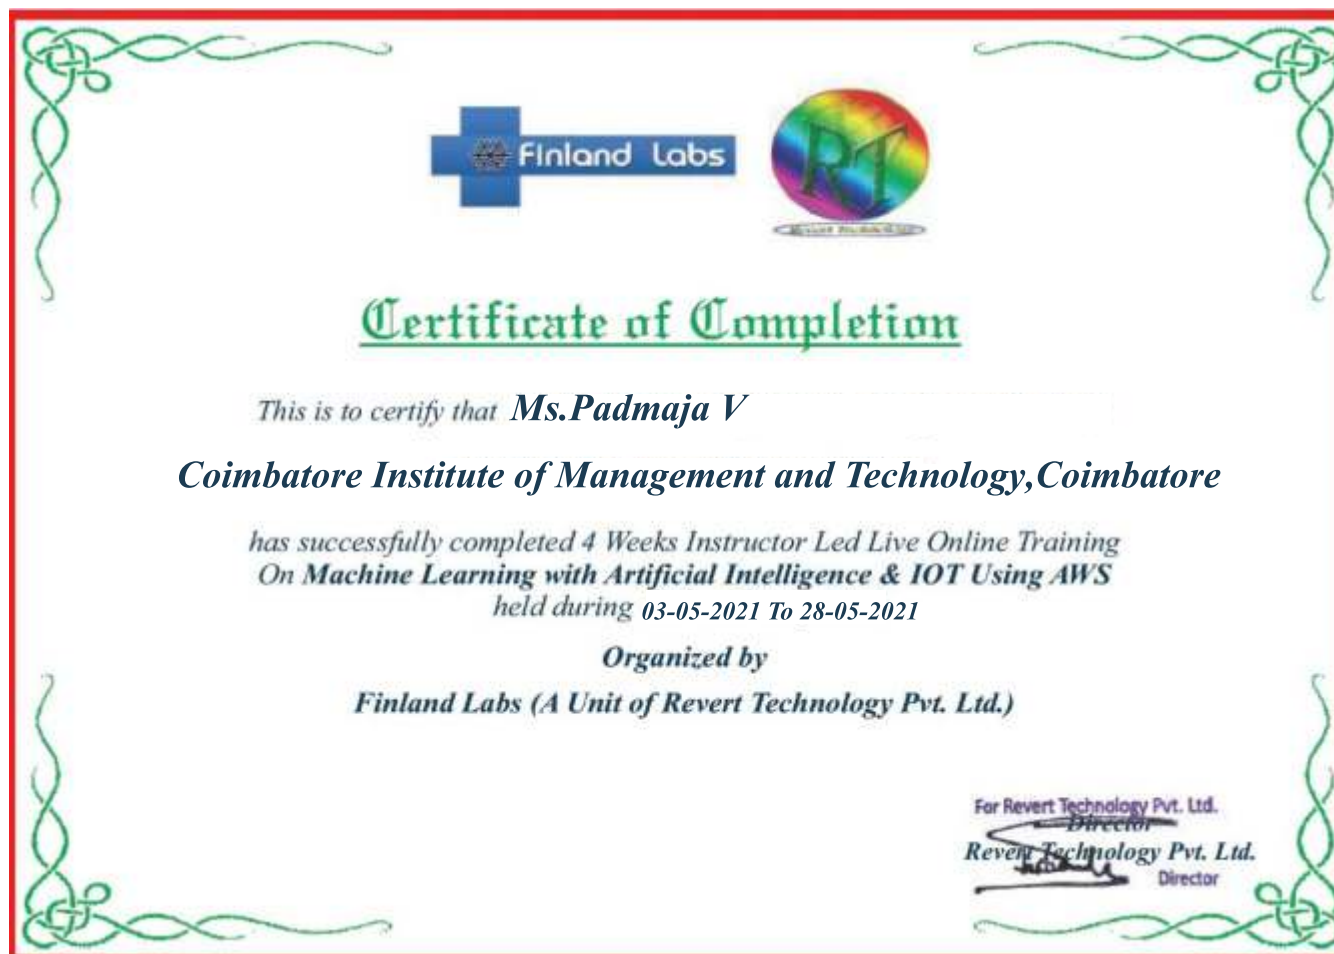 Finland Labs
RT
Certificate of Completion
This is to certify that Ms.Padmaja V
Coimbatore Institute of Management and Technology,Coimbatore
has successfully completed 4 Weeks Instructor Led Live Online Training
On Machine Learning with Artificial Intelligence & IOT Using AWS
held during 03-05-2021 To 28-05-2021
Organized by
Finland Labs (A Unit of Revert Technology Pvt. Ltd.)
For Revert Technology Pvt. Ltd.
Director
Revert Technology Pvt. Ltd.
Director